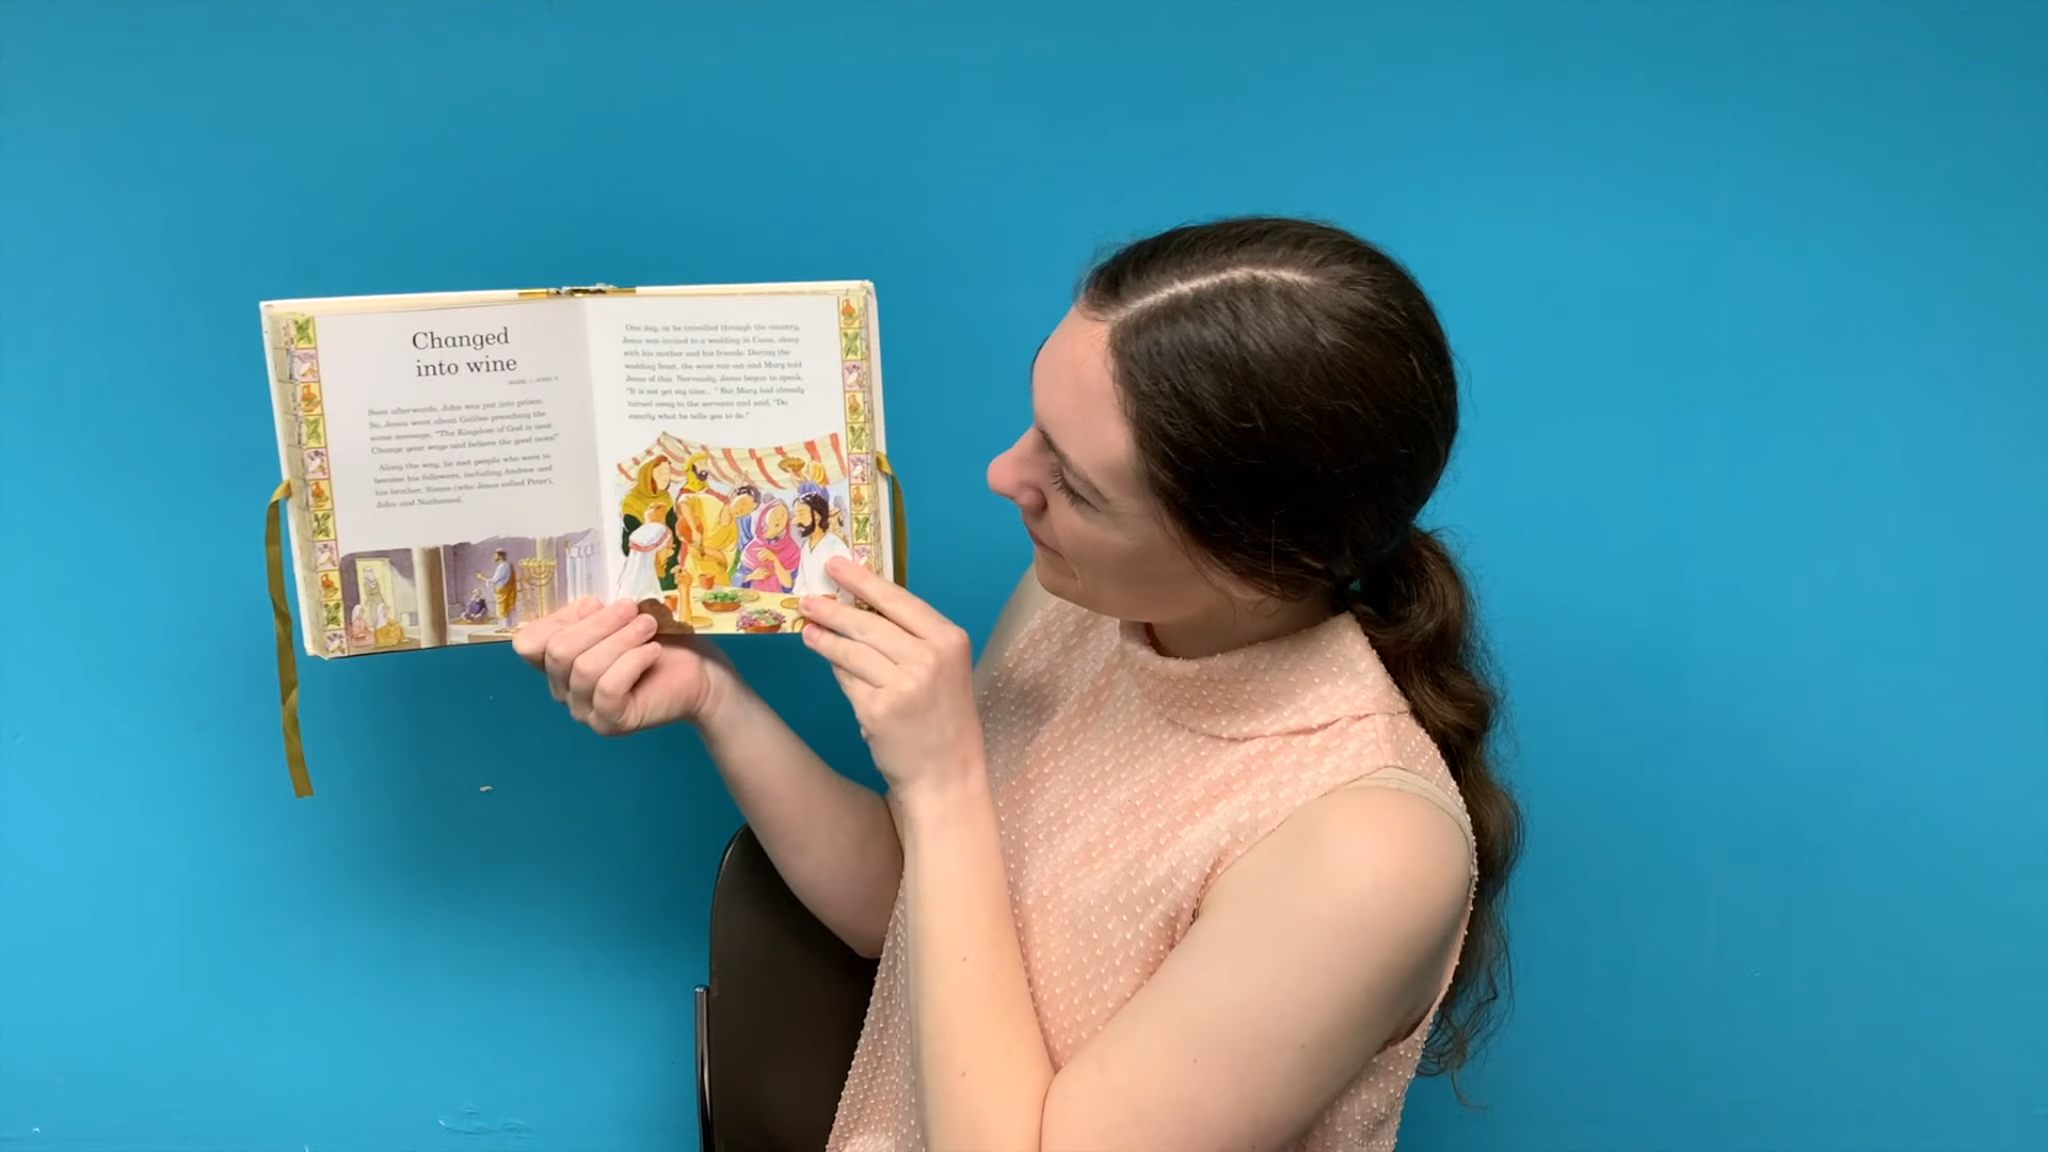 Changed
into wine
MARK 1, JOHN 2
Soon afterwards, John was put into prison.
So, Jesus went about Galilee preaching the
same message, "The Kingdom of God is near.
Change your ways and believe the good news!"
Along the way, he met people who were to
become his followers, including Andrew and
his brother, Simon (who Jesus called Peter),
John and Nathanael.
One day, as he travelled through the country,
Jesus was invited to a wedding in Cana, along
with his mother and his friends. During the
wedding feast, the wine ran out and Mary told
Jesus of this. Nervously, Jesus began to speak,
"It is not yet my time..." But Mary had already
turned away to the servants and said, "Do
exactly what he tells you to do."